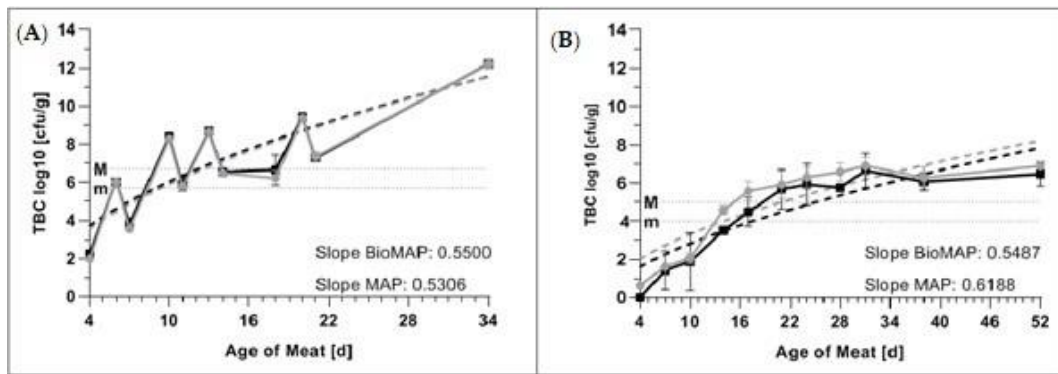 (A)
14
12
10
8
6
4
2
0
TBC log10 [cfu/g]
M
m
Slope BioMAP: 0.5500
Slope MAP: 0.5306
4 10 16 22 28 34
Age of Meat [d]
(B)
14
12
10
8
6
4
2
0
TBC log10 [cfu/g]
M
m
Slope BioMAP: 0.5487
Slope MAP: 0.6188
4 10 16 22 28 34 40 46 52
Age of Meat [d]